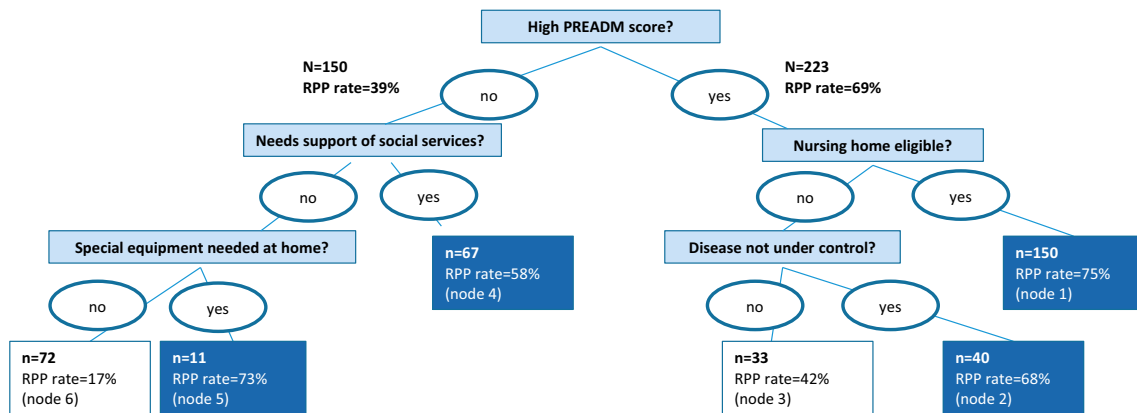 High PREADM score?
N=150
RPP rate=39%
no
yes
N=223
RPP rate=69%
Needs support of social services?
Nursing home eligible?
no
yes
no
yes
Special equipment needed at home?
n=67
RPP rate=58%
(node 4)
Disease not under control?
n=150
RPP rate=75%
(node 1)
no
yes
no
yes
n=72
RPP rate=17%
(node 6)
n=11
RPP rate=73%
(node 5)
n=33
RPP rate=42%
(node 3)
n=40
RPP rate=68%
(node 2)